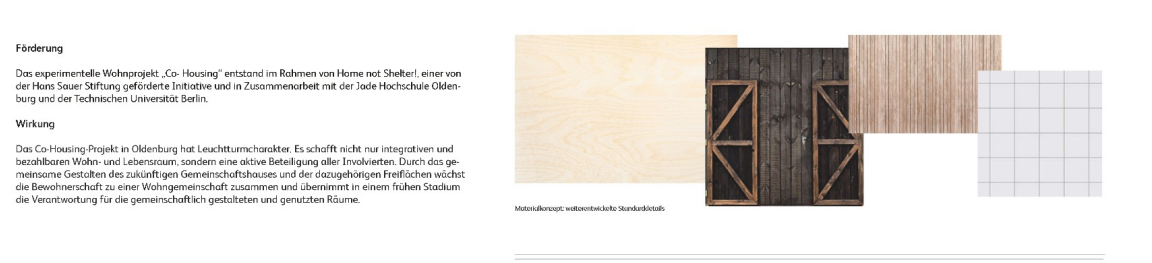 Förderung
Das experimentelle Wohnprojekt „Co- Housing“ entstand im Rahmen von Home not Shelter!, einer von
der Hans Sauer Stiftung geförderte Initiative und in Zusammenarbeit mit der Jade Hochschule Olden-
burg und der Technischen Universität Berlin.
Wirkung
Das Co-Housing-Projekt in Oldenburg hat Leuchtturmcharakter. Es schafft nicht nur integrativen und
bezahlbaren Wohn- und Lebensraum, sondern eine aktive Beteiligung aller Involvierten. Durch das ge-
meinsame Gestalten des zukünftigen Gemeinschaftshauses und der dazugehörigen Freiflächen wächst
die Bewohnerschaft zu einer Wohngemeinschaft zusammen und übernimmt in einem frühen Stadium
die Verantwortung für die gemeinschaftlich gestalteten und genutzten Räume.
Materialkonzept: weiterentwickelte Standarddetails